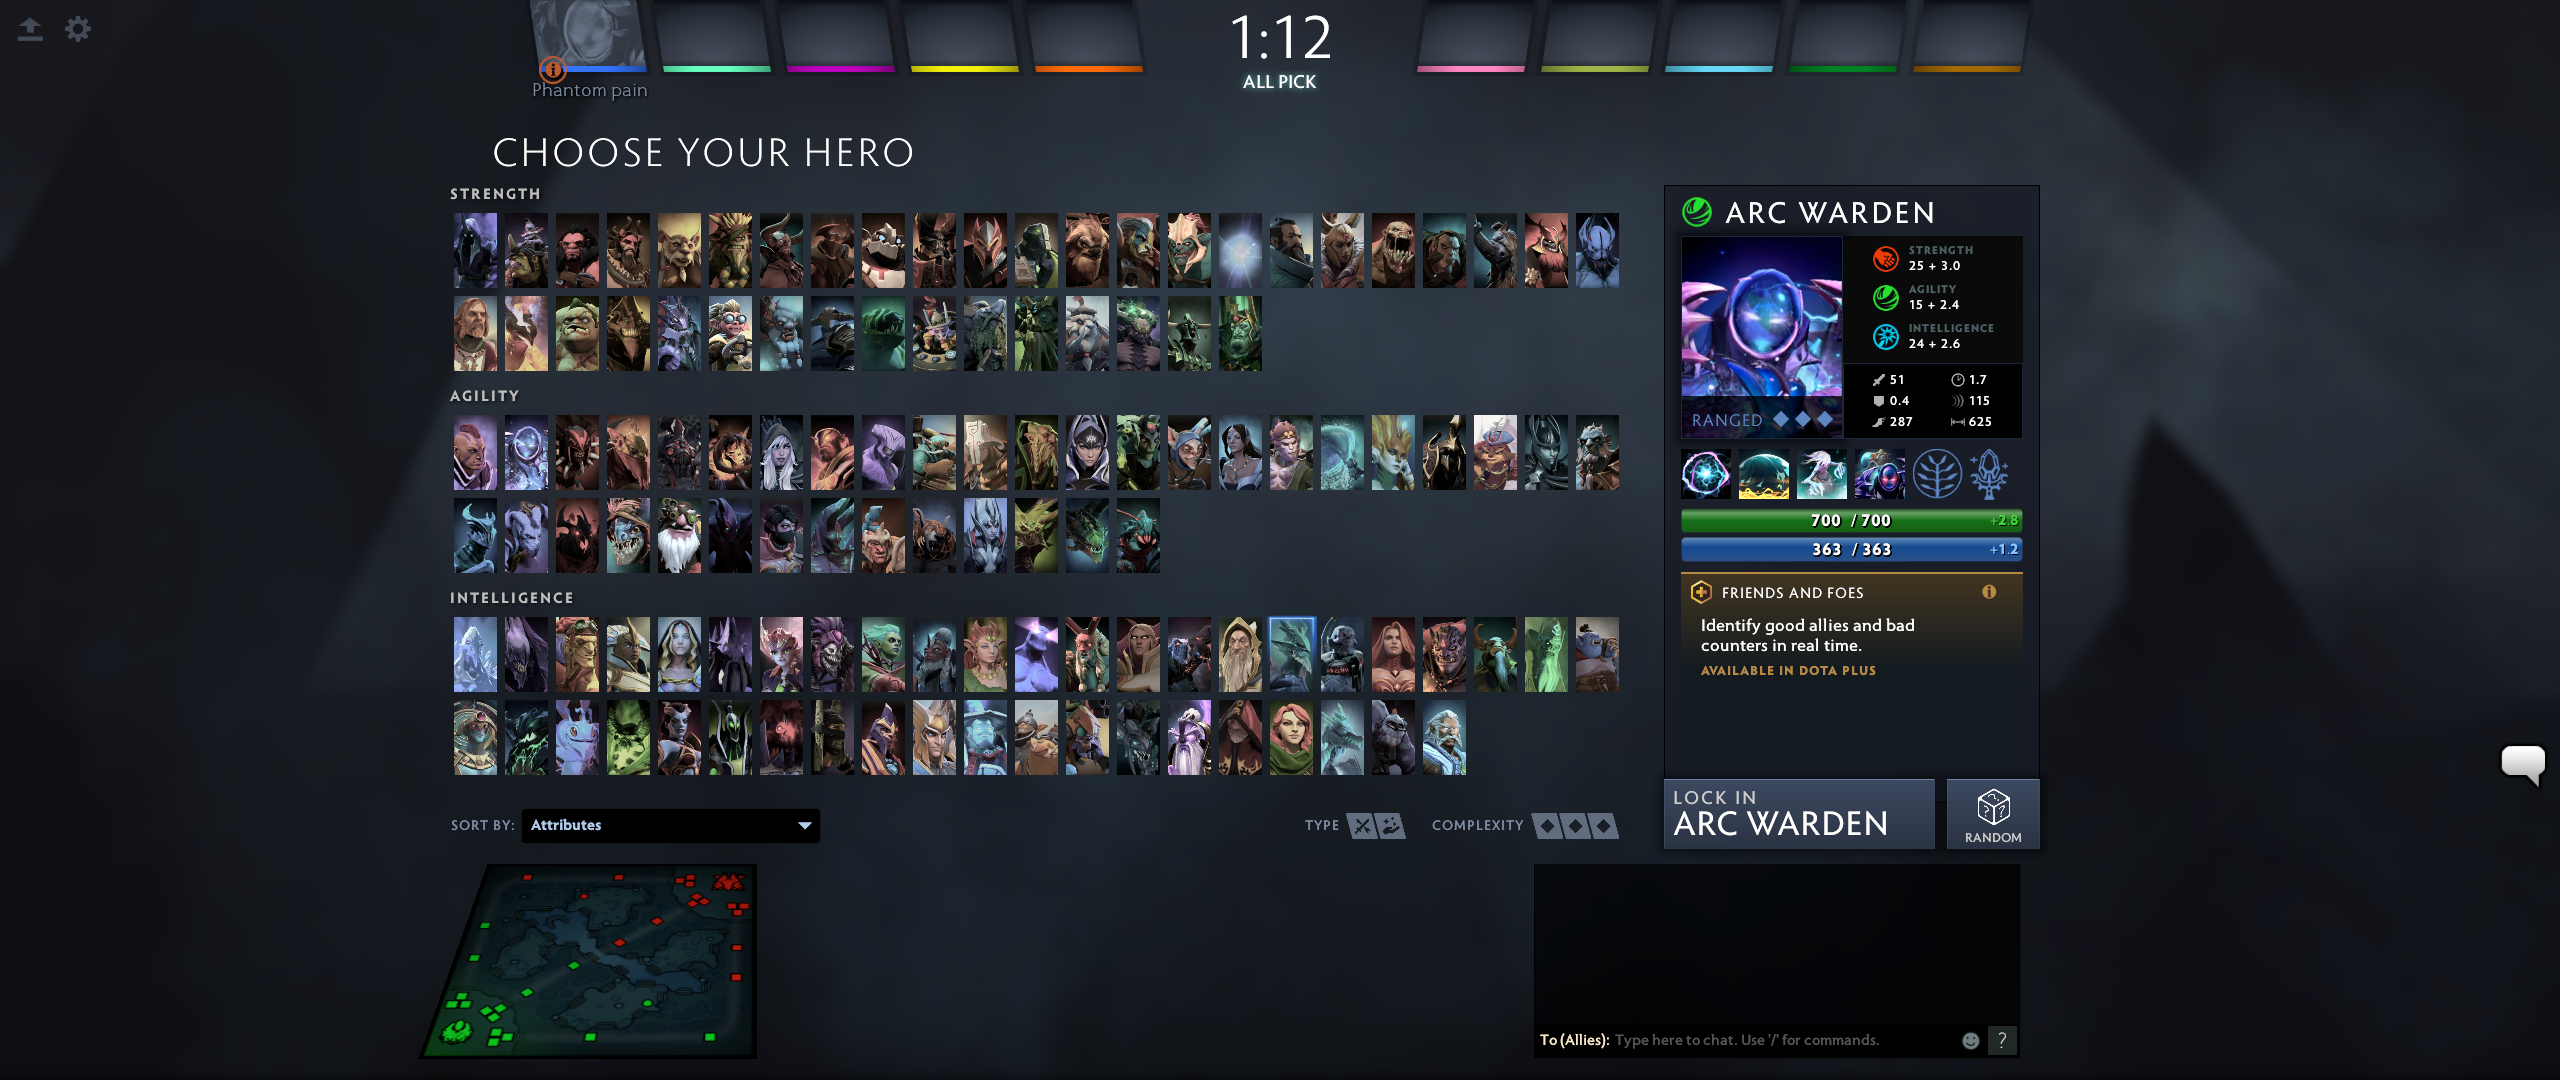 1:12
ALL PICK
Phantom pain
CHOOSE YOUR HERO
STRENGTH
AGILITY
INTELLIGENCE
ARC WARDEN
STRENGTH
25 + 3.0
AGILITY
15 + 2.4
INTELLIGENCE
24 + 2.6
RANGED
51 1.7
0.4 115
287 625
700 / 700 +2.8
363 / 363 +1.2
FRIENDS AND FOES
Identify good allies and bad
counters in real time.
AVAILABLE IN DOTA PLUS
LOCK IN
ARC WARDEN
RANDOM
SORT BY: Attributes
TYPE
COMPLEXITY
To (Allies): Type here to chat. Use '/' for commands.
?